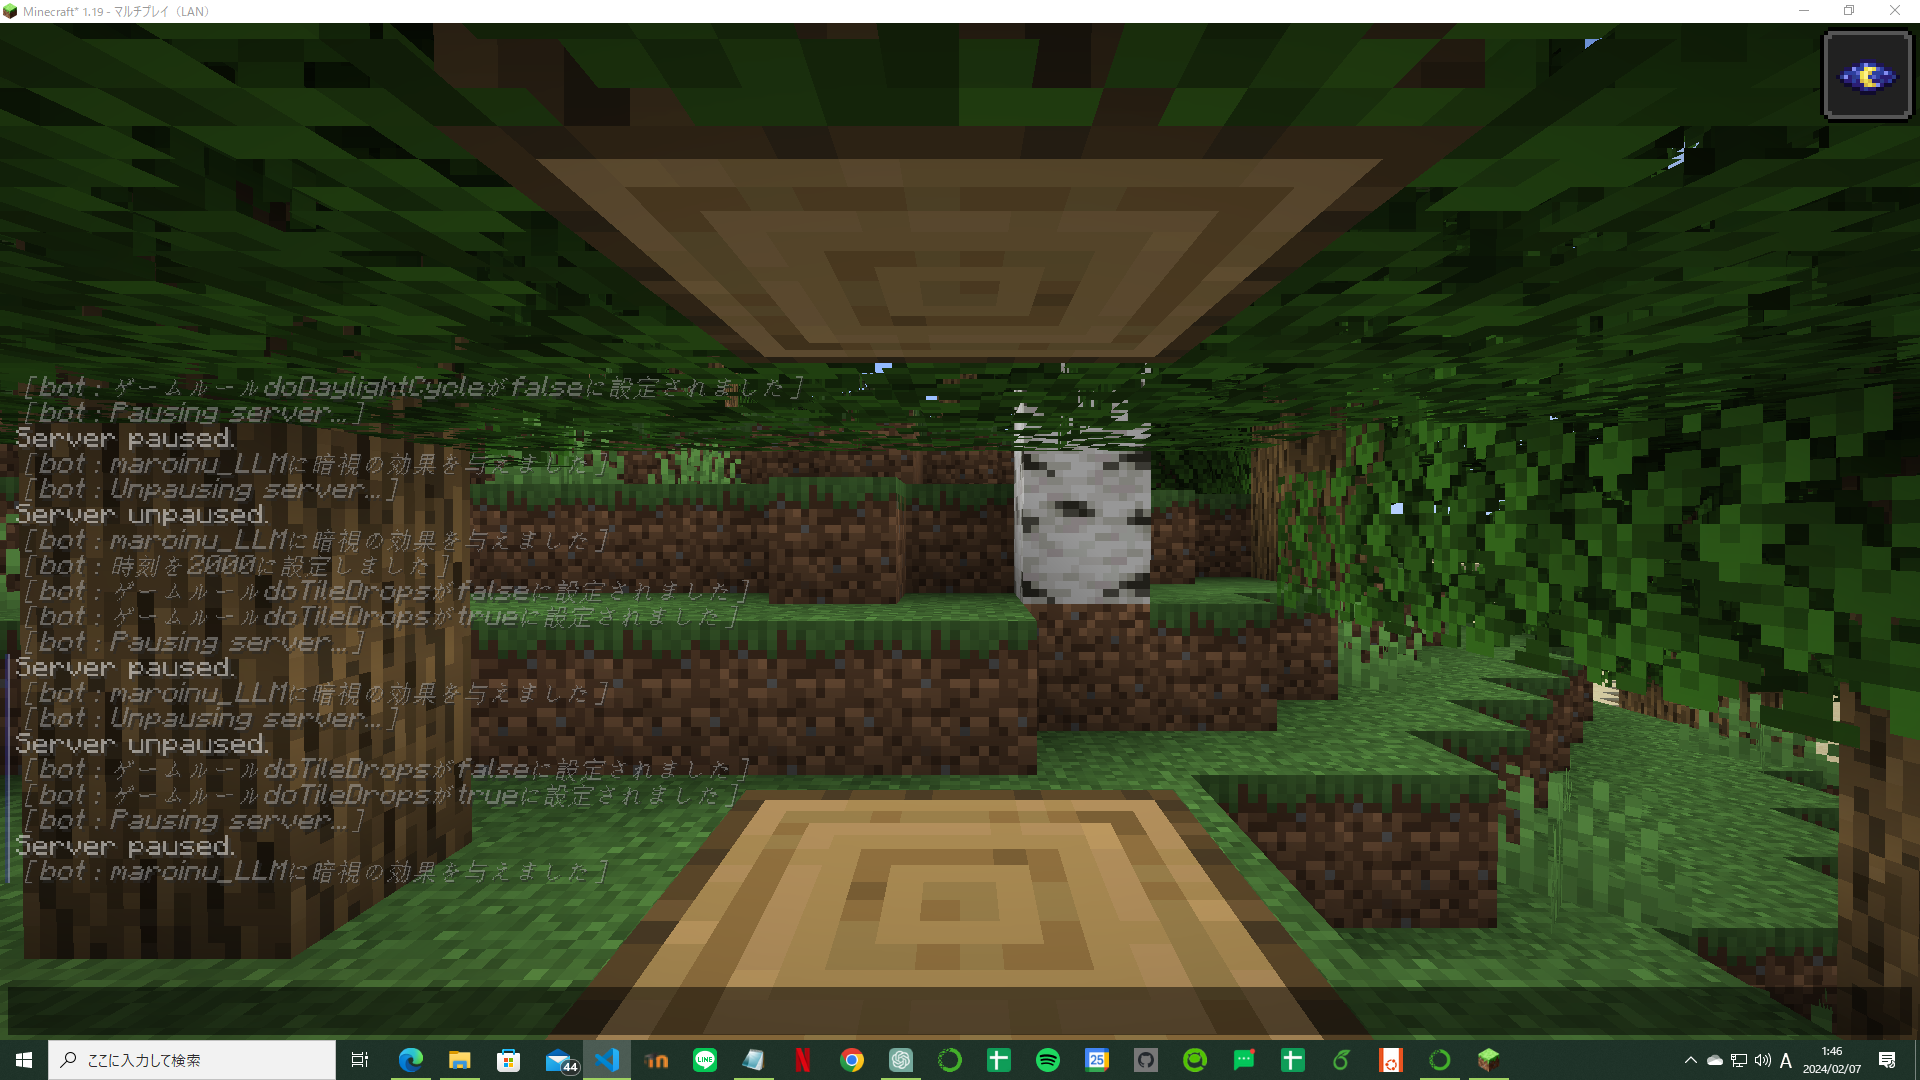 Minecraft* 1.19 - マルチプレイ（LAN）
[bot : ゲームルールdoDaylightCycleがfalseに設定されました]
[bot : Pausing server...]
Server paused.
[bot : maroinu_LLMに暗視の効果を与えました]
[bot : Unpausing server...]
Server unpaused.
[bot : maroinu_LLMに暗視の効果を与えました]
[bot : 時刻を2000に設定しました]
[bot : ゲームルールdoTileDropsがfalseに設定されました]
[bot : ゲームルールdoTileDropsがtrueに設定されました]
[bot : Pausing server...]
Server paused.
[bot : maroinu_LLMに暗視の効果を与えました]
[bot : Unpausing server...]
Server unpaused.
[bot : ゲームルールdoTileDropsがfalseに設定されました]
[bot : ゲームルールdoTileDropsがtrueに設定されました]
[bot : Pausing server...]
Server paused.
[bot : maroinu_LLMに暗視の効果を与えました]
ここに入力して検索
44
LINE
25
A
1:46
2024/02/07